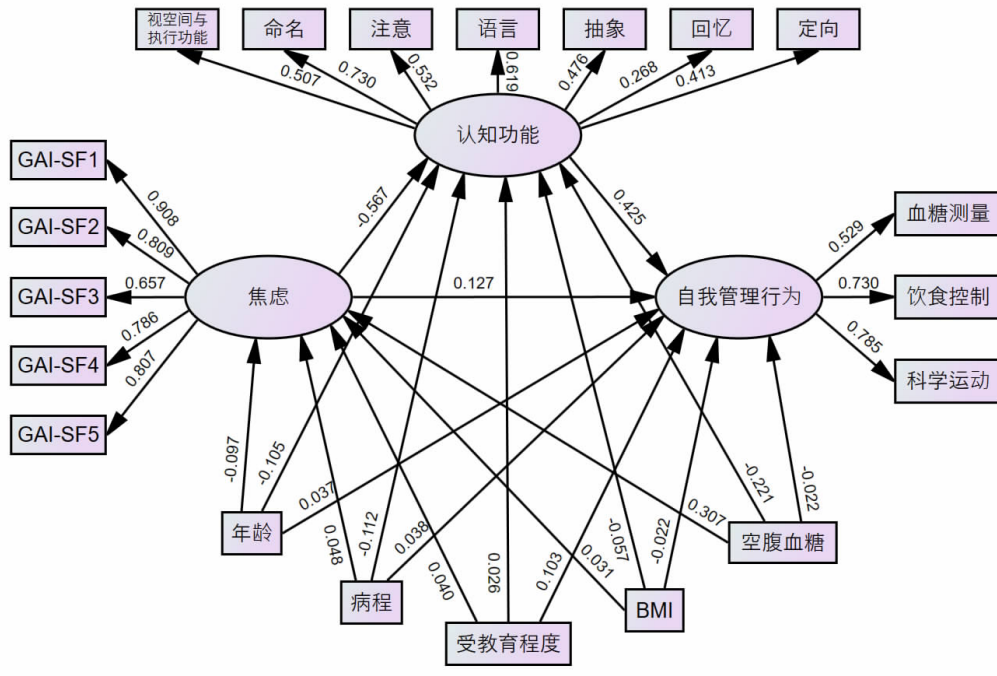 视空间与
执行功能
命名
注意
语言
抽象
回忆
定向
0.507
0.730
0.532
0.619
0.476
0.268
0.413
认知功能
GAI-SF1
GAI-SF2
GAI-SF3
GAI-SF4
GAI-SF5
0.908
0.809
0.657
0.786
0.807
焦虑
-0.567
0.425
0.127
自我管理行为
0.529
0.730
0.785
血糖测量
饮食控制
科学运动
-0.097
-0.105
0.037
0.048
-0.112
0.038
0.040
0.026
0.103
0.031
-0.057
-0.022
-0.221
0.307
-0.022
年龄
病程
受教育程度
BMI
空腹血糖